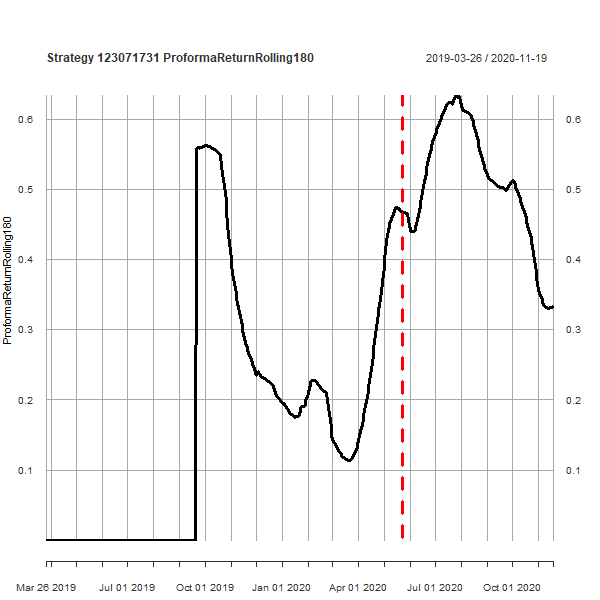 Strategy 123071731 ProformaReturnRolling180
2019-03-26 / 2020-11-19
ProformaReturnRolling180
0.6
0.5
0.4
0.3
0.2
0.1
0.6
0.5
0.4
0.3
0.2
0.1
Mar 26 2019
Jul 01 2019
Oct 01 2019
Jan 01 2020
Apr 01 2020
Jul 01 2020
Oct 01 2020